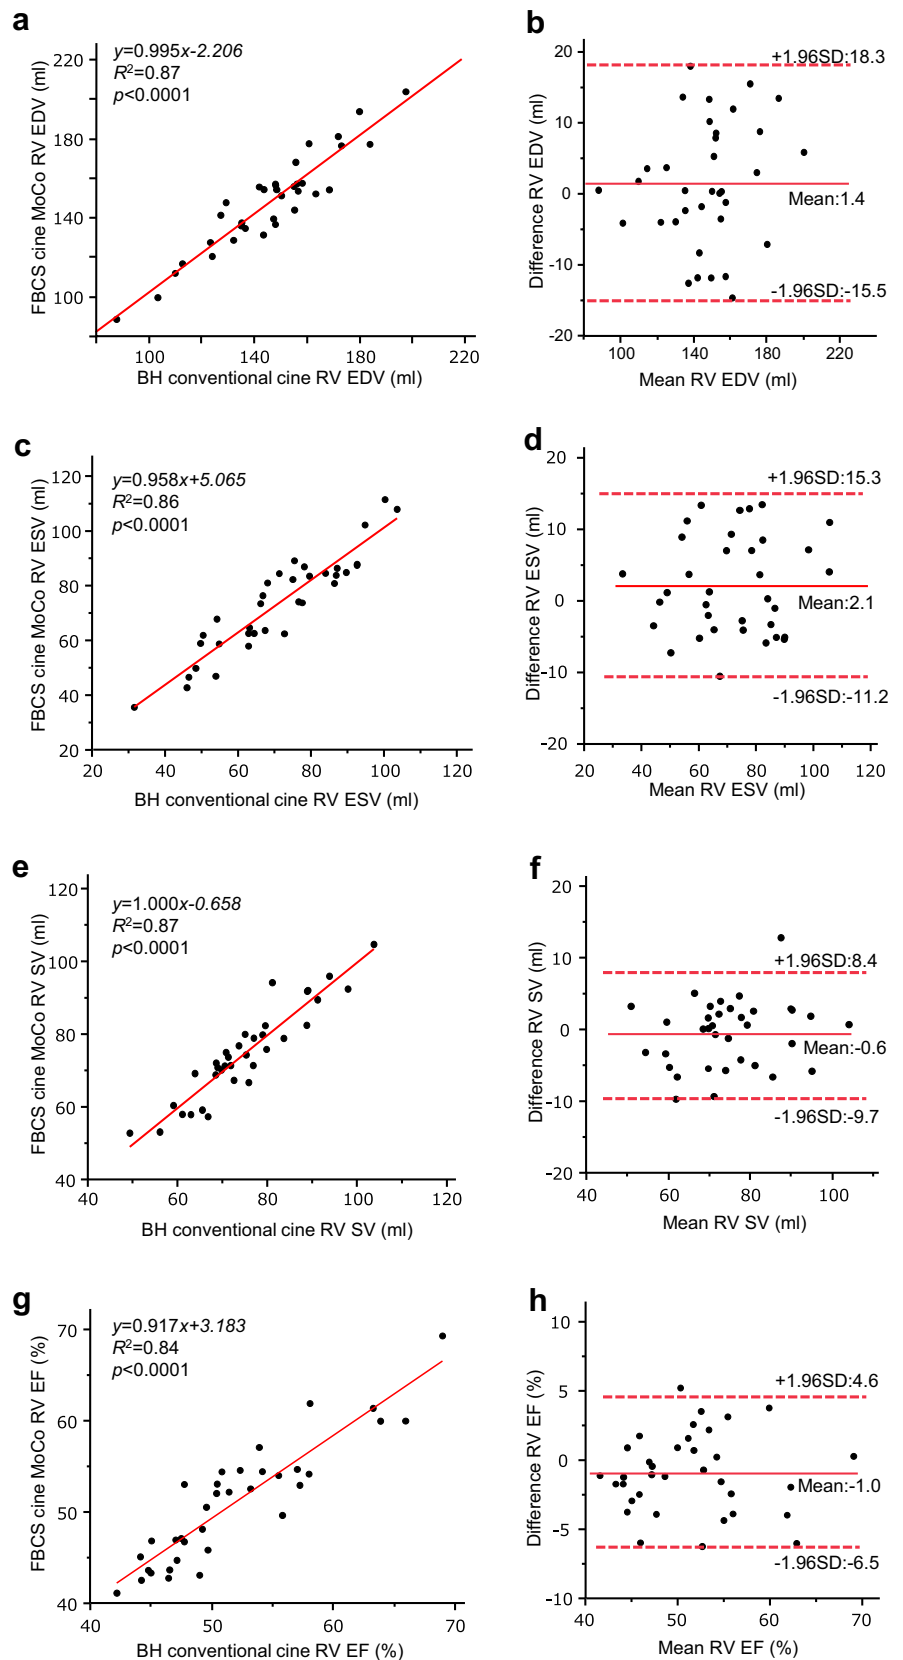 a
y=0.995x-2.206
R²=0.87
p<0.0001
FBCS cine MoCo RV EDV (ml)
220
180
140
100
100 140 180 220
BH conventional cine RV EDV (ml)
b
+1.96SD:18.3
Difference RV EDV (ml)
20
10
0
-10
-20
Mean:1.4
-1.96SD:-15.5
100 140 180 220
Mean RV EDV (ml)
c
y=0.958x+5.065
R²=0.86
p<0.0001
FBCS cine MoCo RV ESV (ml)
120
100
80
60
40
20
20 40 60 80 100 120
BH conventional cine RV ESV (ml)
d
+1.96SD:15.3
Difference RV ESV (ml)
20
10
0
-10
-20
Mean:2.1
-1.96SD:-11.2
20 40 60 80 100 120
Mean RV ESV (ml)
e
y=1.000x-0.658
R²=0.87
p<0.0001
FBCS cine MoCo RV SV (ml)
120
100
80
60
40
40 60 80 100 120
BH conventional cine RV SV (ml)
f
+1.96SD:8.4
Difference RV SV (ml)
20
10
0
-10
-20
Mean:-0.6
-1.96SD:-9.7
40 60 80 100
Mean RV SV (ml)
g
y=0.917x+3.183
R²=0.84
p<0.0001
FBCS cine MoCo RV EF (%)
70
60
50
40
40 50 60 70
BH conventional cine RV EF (%)
h
+1.96SD:4.6
Difference RV EF (%)
10
5
0
-5
-10
Mean:-1.0
-1.96SD:-6.5
40 50 60 70
Mean RV EF (%)